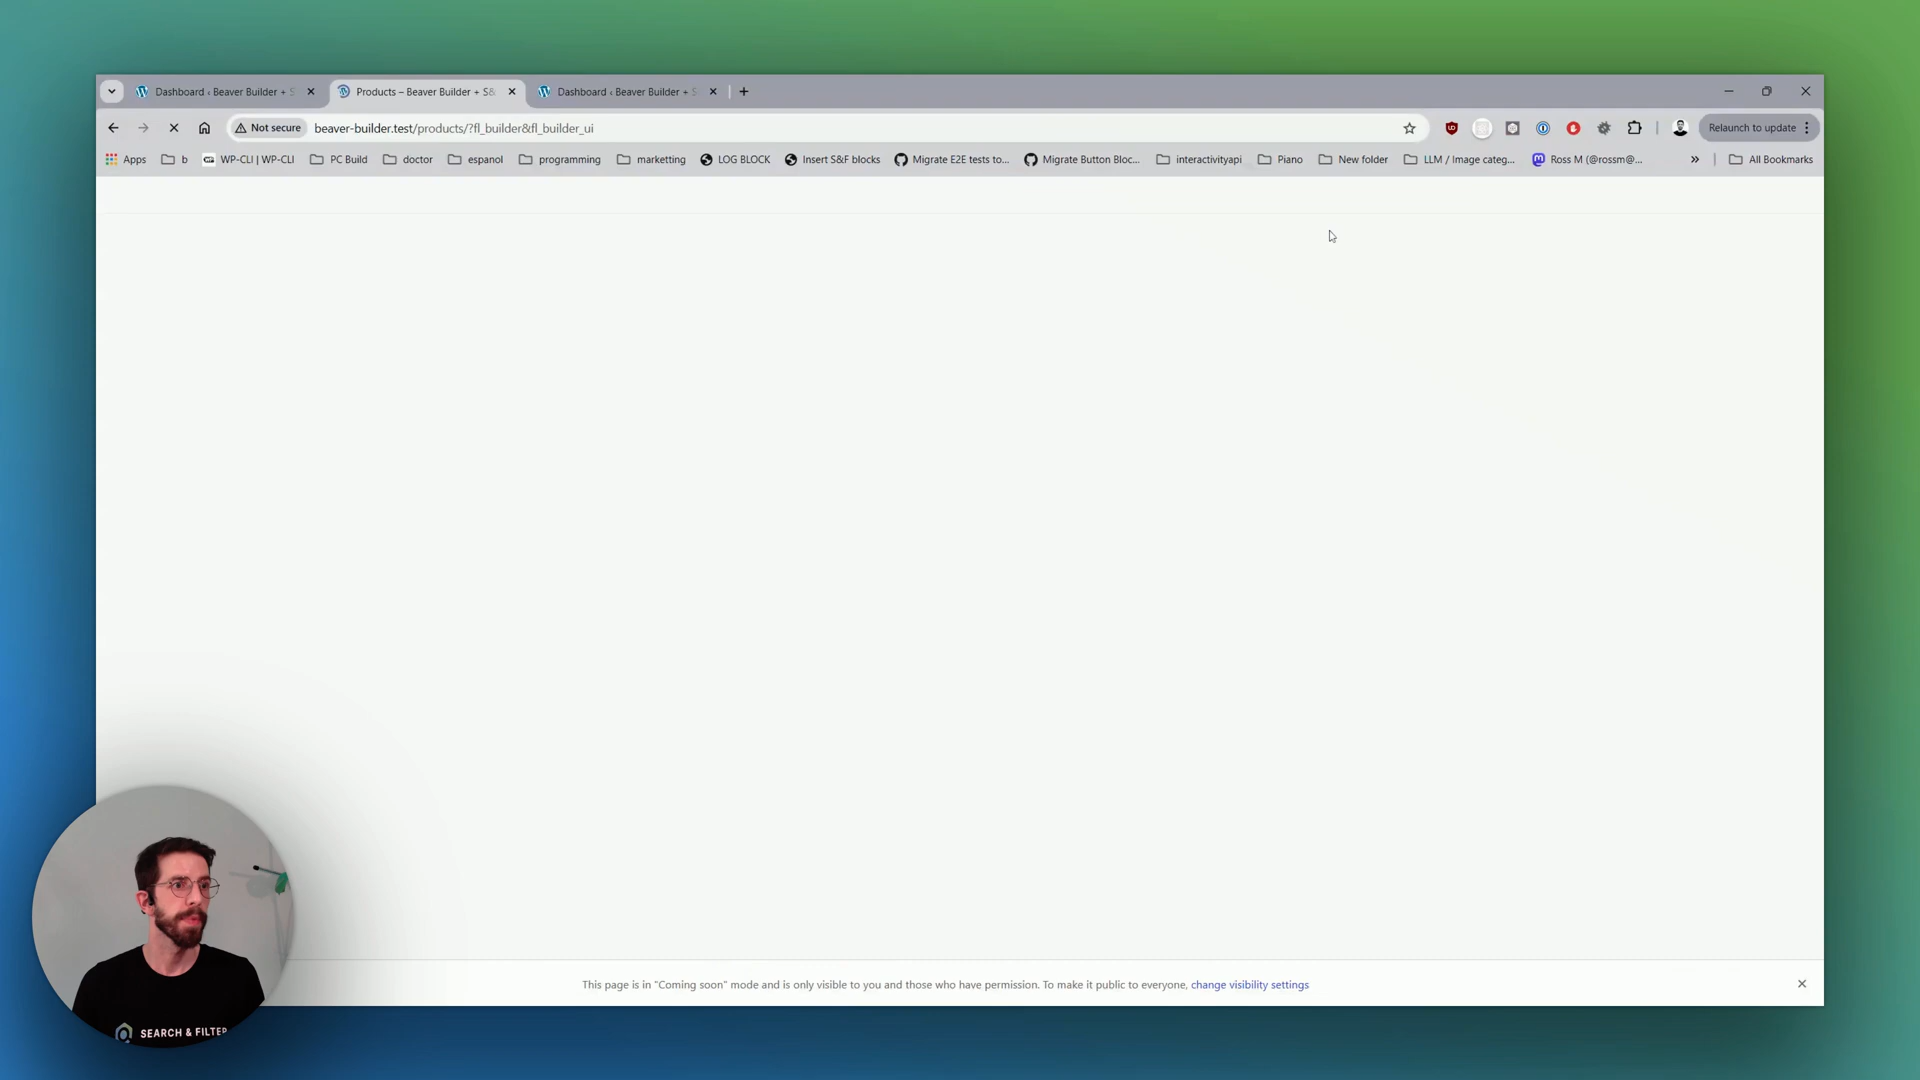 Dashboard ‹ Beaver Builder + S
Products – Beaver Builder + S&
Dashboard ‹ Beaver Builder + S
Not secure
beaver-builder.test/products/?fl_builder&fl_builder_ui
Relaunch to update
Apps
b
WP-CLI | WP-CLI
PC Build
doctor
espanol
programming
marketting
LOG BLOCK
Insert S&F blocks
Migrate E2E tests to...
Migrate Button Bloc...
interactivityapi
Piano
New folder
LLM / Image categ...
Ross M (@rossm@...
»
All Bookmarks
This page is in "Coming soon" mode and is only visible to you and those who have permission. To make it public to everyone, change visibility settings
SEARCH & FILTER